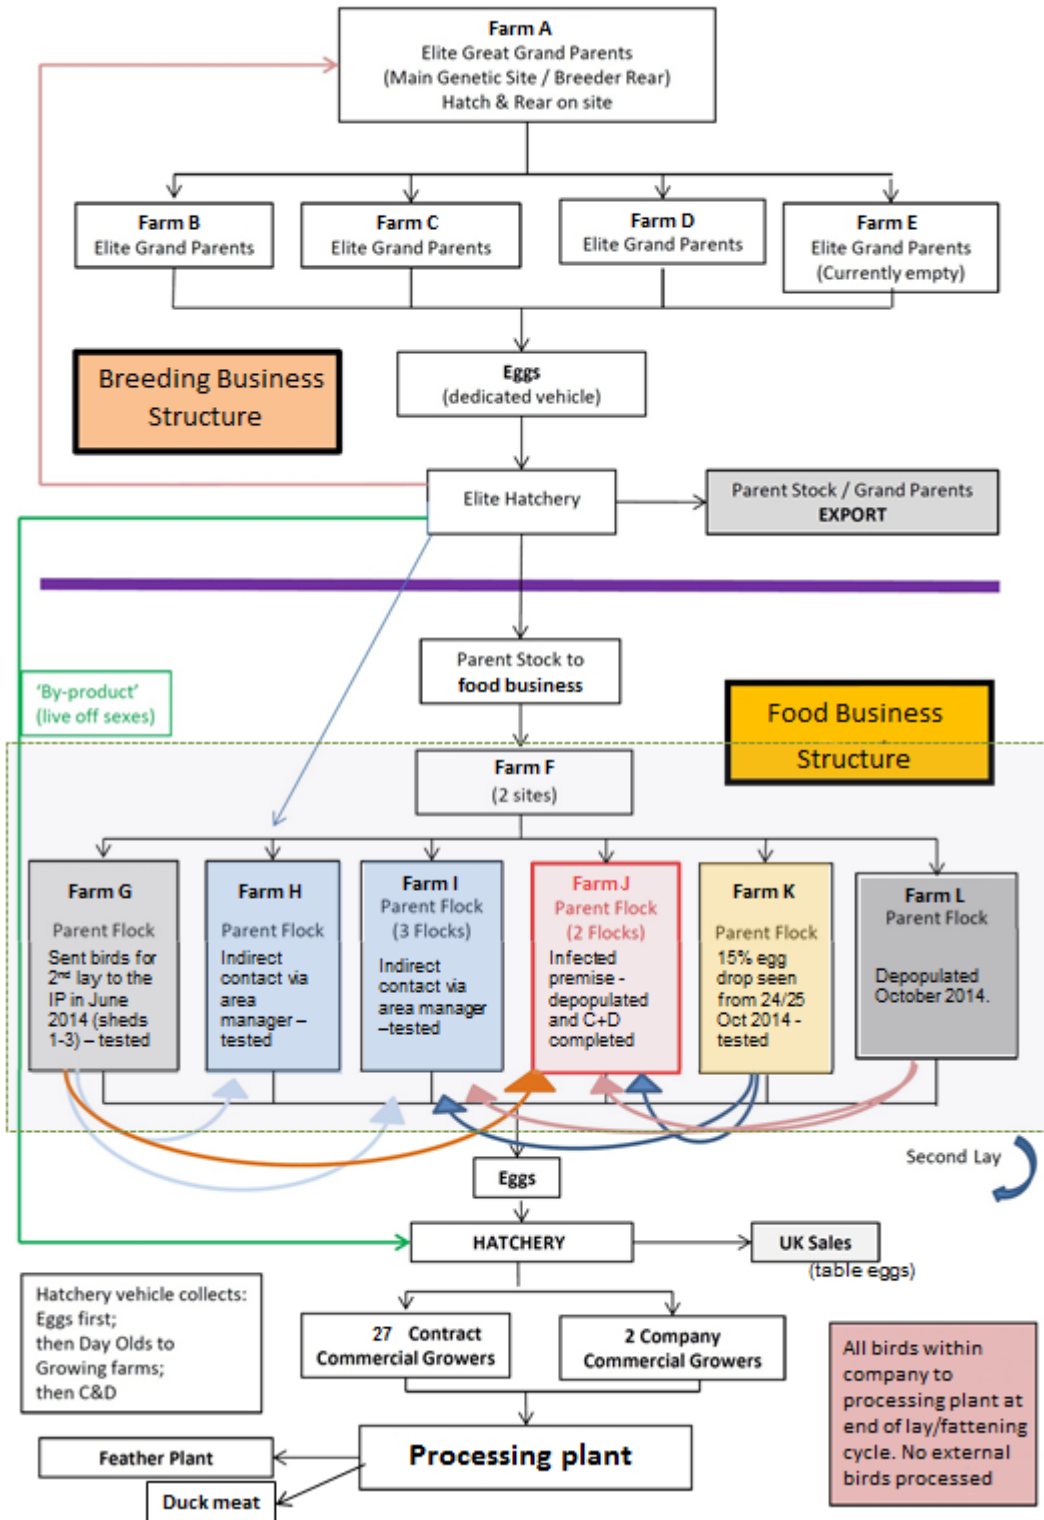 Farm A
Elite Great Grand Parents
(Main Genetic Site / Breeder Rear)
Hatch & Rear on site
Farm B
Elite Grand Parents
Farm C
Elite Grand Parents
Farm D
Elite Grand Parents
Farm E
Elite Grand Parents
(Currently empty)
Breeding Business
Structure
Eggs
(dedicated vehicle)
Elite Hatchery
Parent Stock / Grand Parents
EXPORT
Parent Stock to
food business
'By-product'
(live off sexes)
Food Business
Structure
Farm F
(2 sites)
Farm G
Parent Flock
Sent birds for
2nd lay to the
IP in June
2014 (sheds
1-3) – tested
Farm H
Parent Flock
Indirect
contact via
area
manager –
tested
Farm I
Parent Flock
(3 Flocks)
Indirect
contact via
area manager
–tested
Farm J
Parent Flock
(2 Flocks)
Infected
premise -
depopulated
and C+D
completed
Farm K
Parent Flock
15% egg
drop seen
from 24/25
Oct 2014 -
tested
Farm L
Parent Flock
Depopulated
October 2014.
Second Lay
Eggs
HATCHERY
UK Sales
(table eggs)
Hatchery vehicle collects:
Eggs first;
then Day Olds to
Growing farms;
then C&D
27 Contract
Commercial Growers
2 Company
Commercial Growers
All birds within
company to
processing plant at
end of lay/fattening
cycle. No external
birds processed
Processing plant
Feather Plant
Duck meat